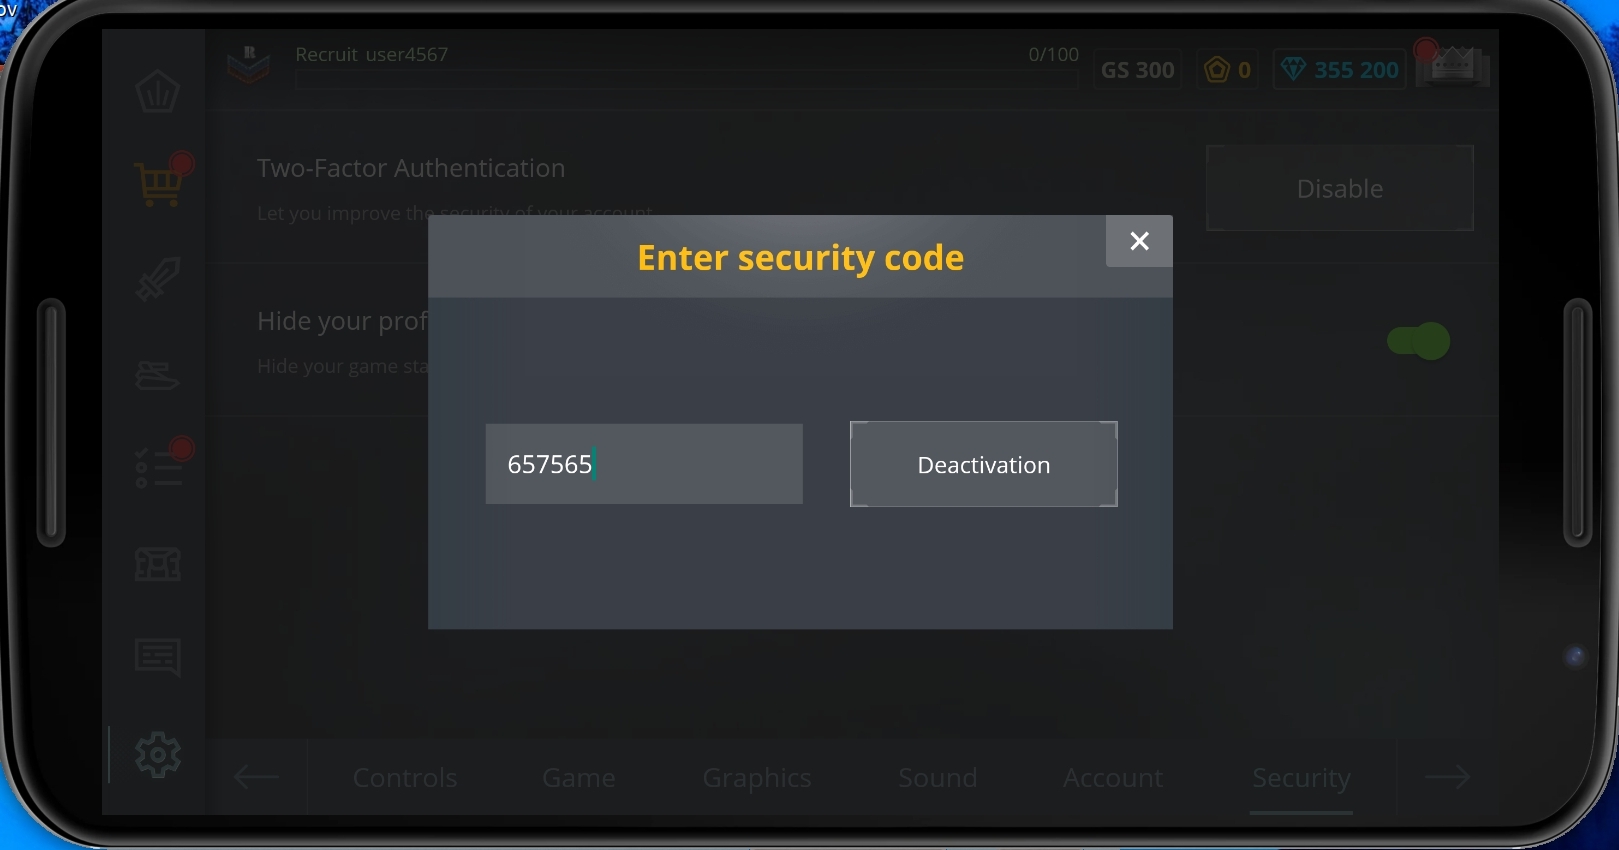 ov
R
Recruit user4567
0/100
GS 300
0
355 200
Two-Factor Authentication
Disable
Let you improve the security of your account
Enter security code
Hide your prof
Hide your game sta
657565
Deactivation
Controls
Game
Graphics
Sound
Account
Security